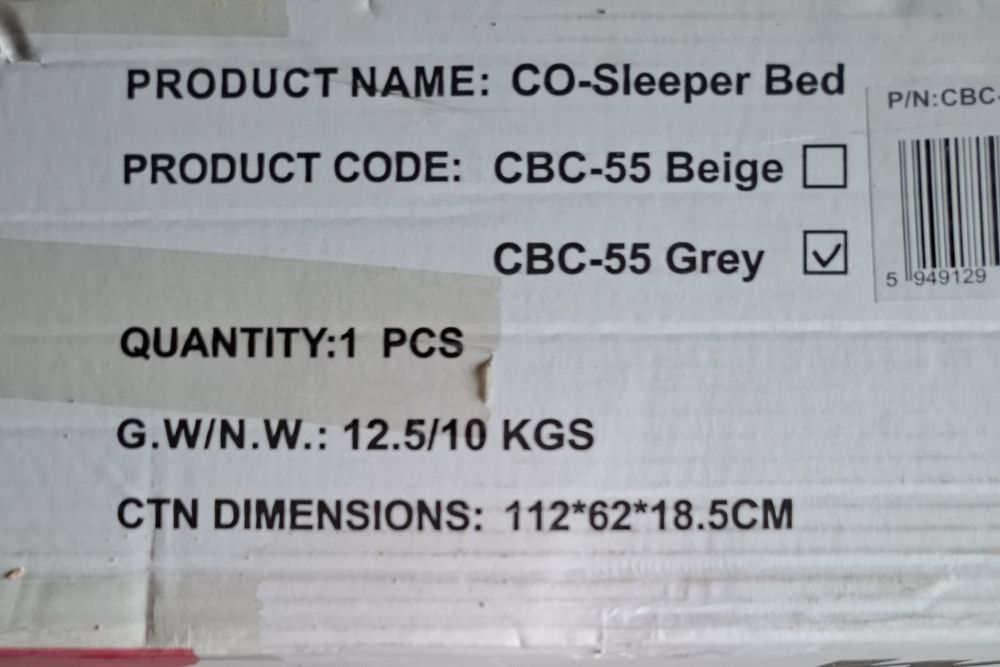 PRODUCT NAME: CO-Sleeper Bed
PRODUCT CODE: CBC-55 Beige
CBC-55 Grey
QUANTITY:1 PCS
G.W/N.W.: 12.5/10 KGS
CTN DIMENSIONS: 112*62*18.5CM
P/N:CBC-
5 949129